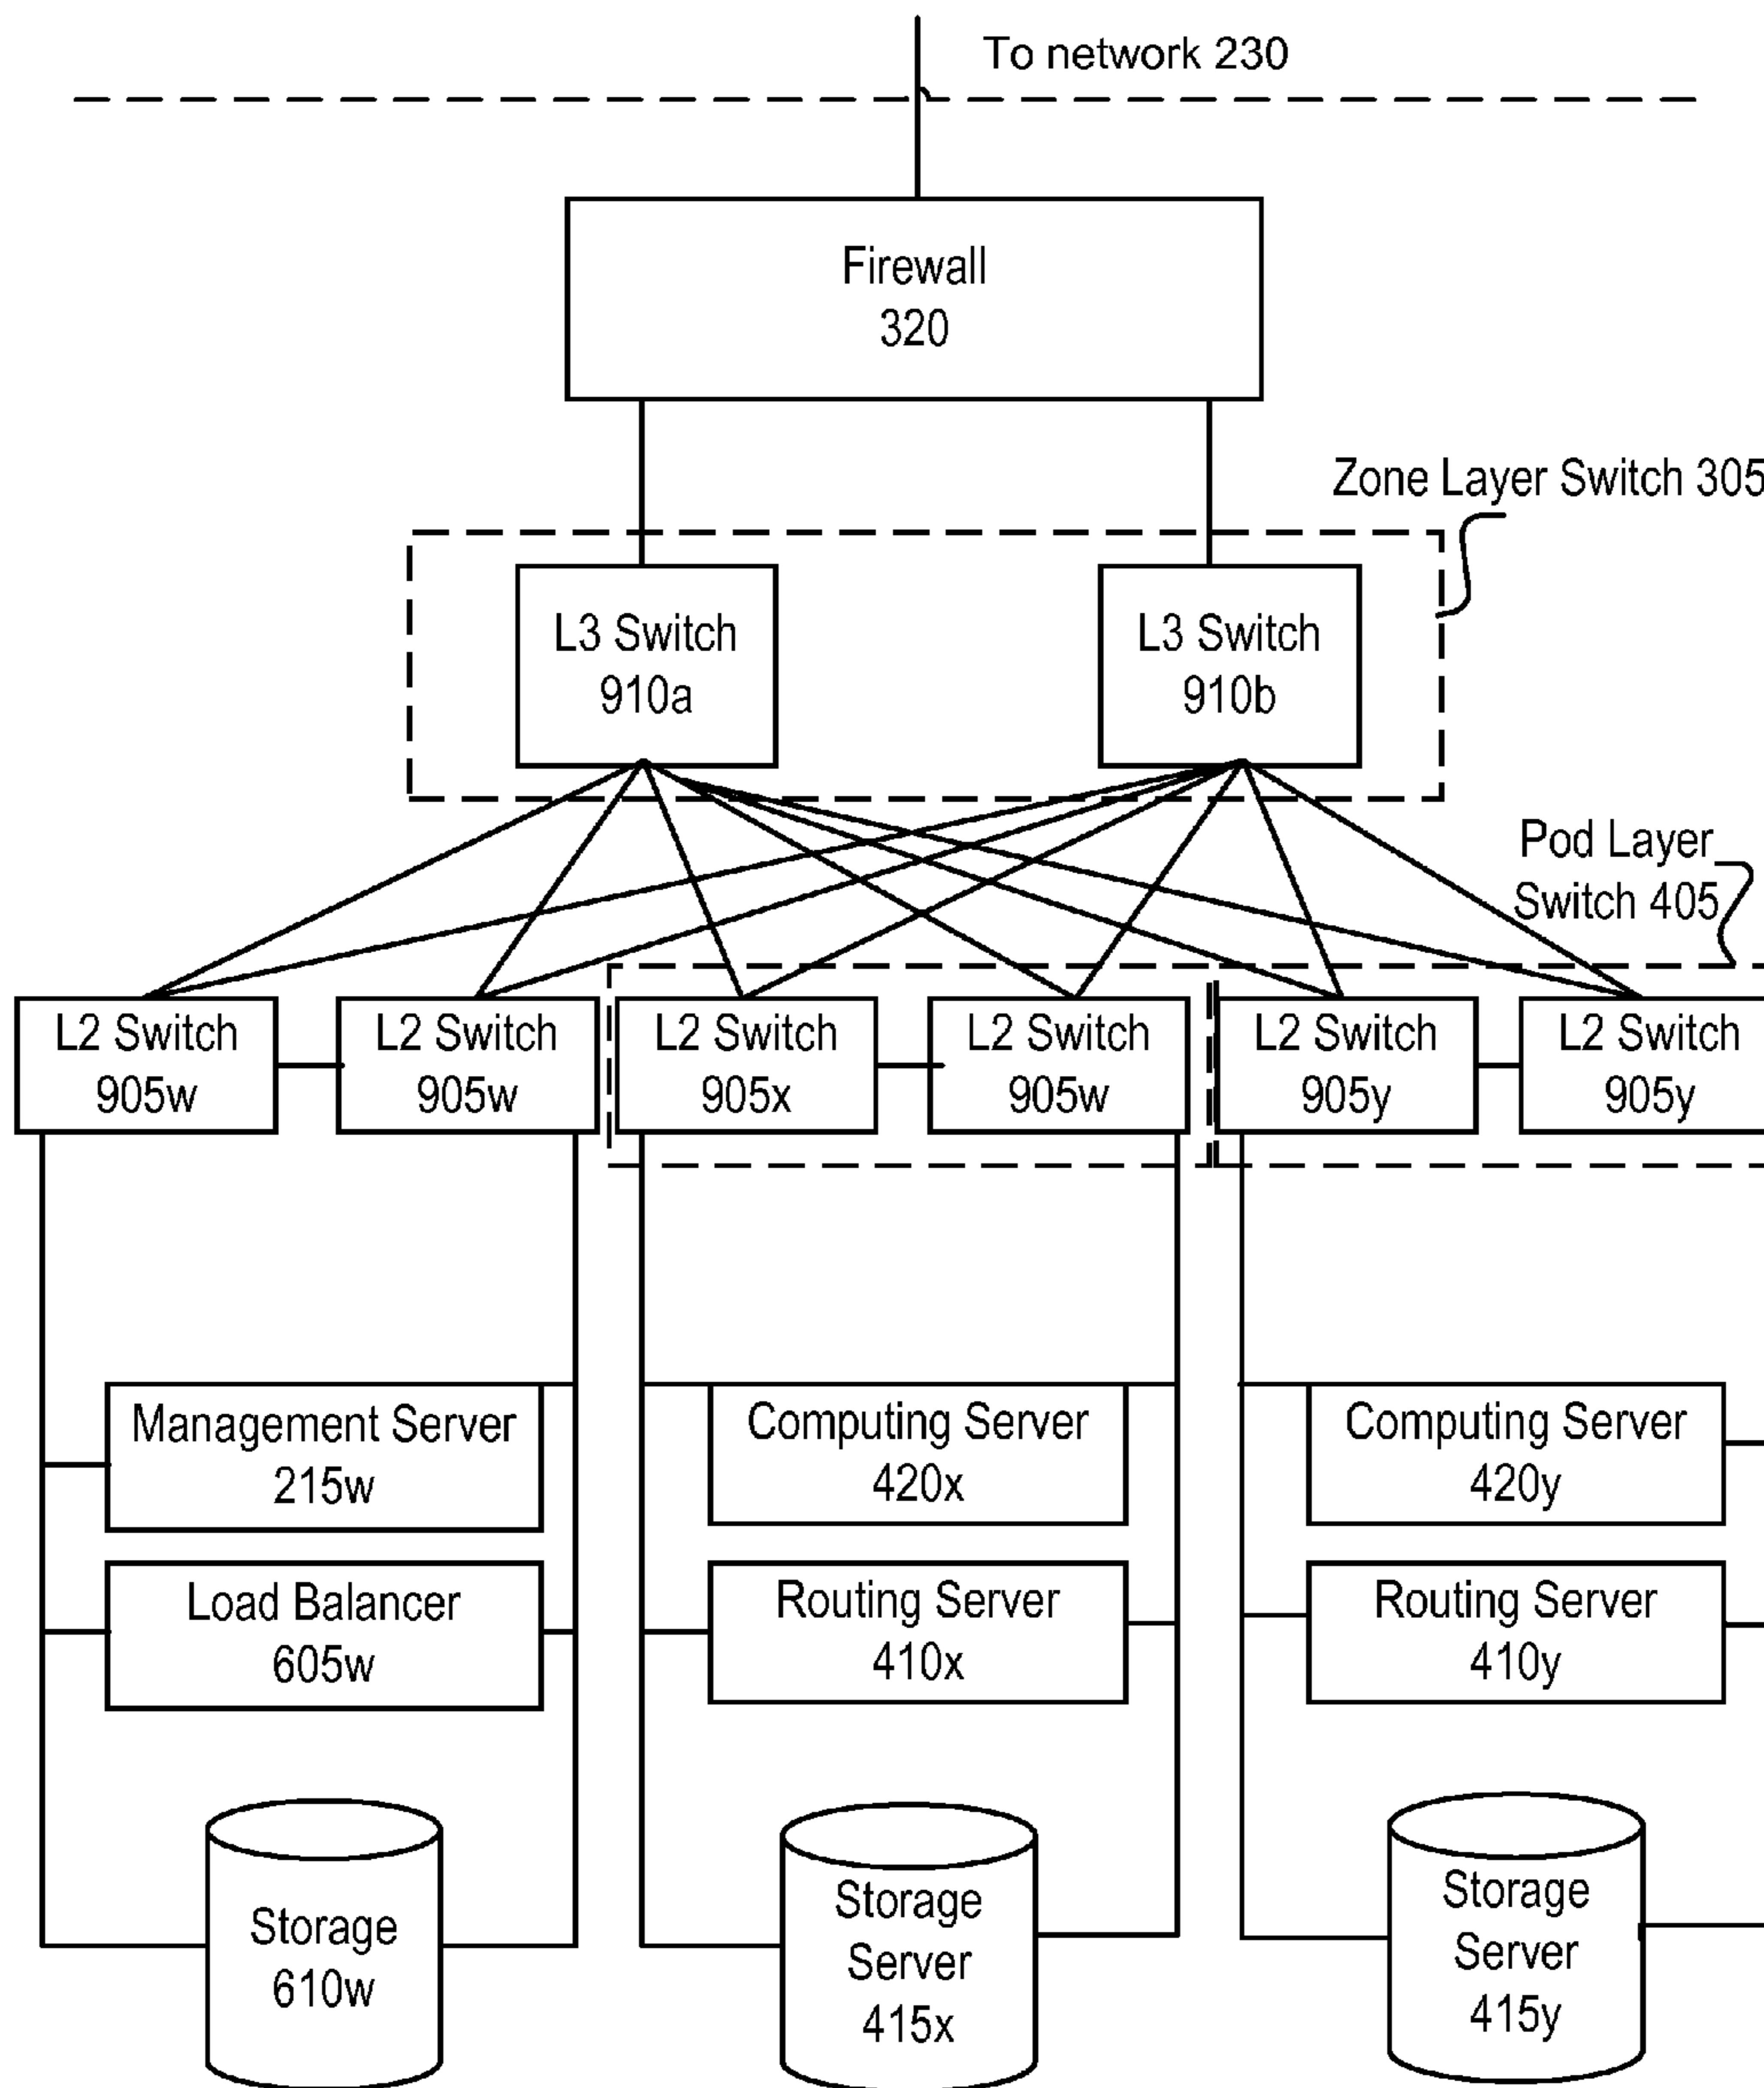 To network 230
Firewall
320
Zone Layer Switch 305
L3 Switch
910a
L3 Switch
910b
Pod Layer
Switch 405
L2 Switch
905w
L2 Switch
905w
L2 Switch
905x
L2 Switch
905w
L2 Switch
905y
L2 Switch
905y
Management Server
215w
Computing Server
420x
Computing Server
420y
Load Balancer
605w
Routing Server
410x
Routing Server
410y
Storage
610w
Storage
Server
415x
Storage
Server
415y